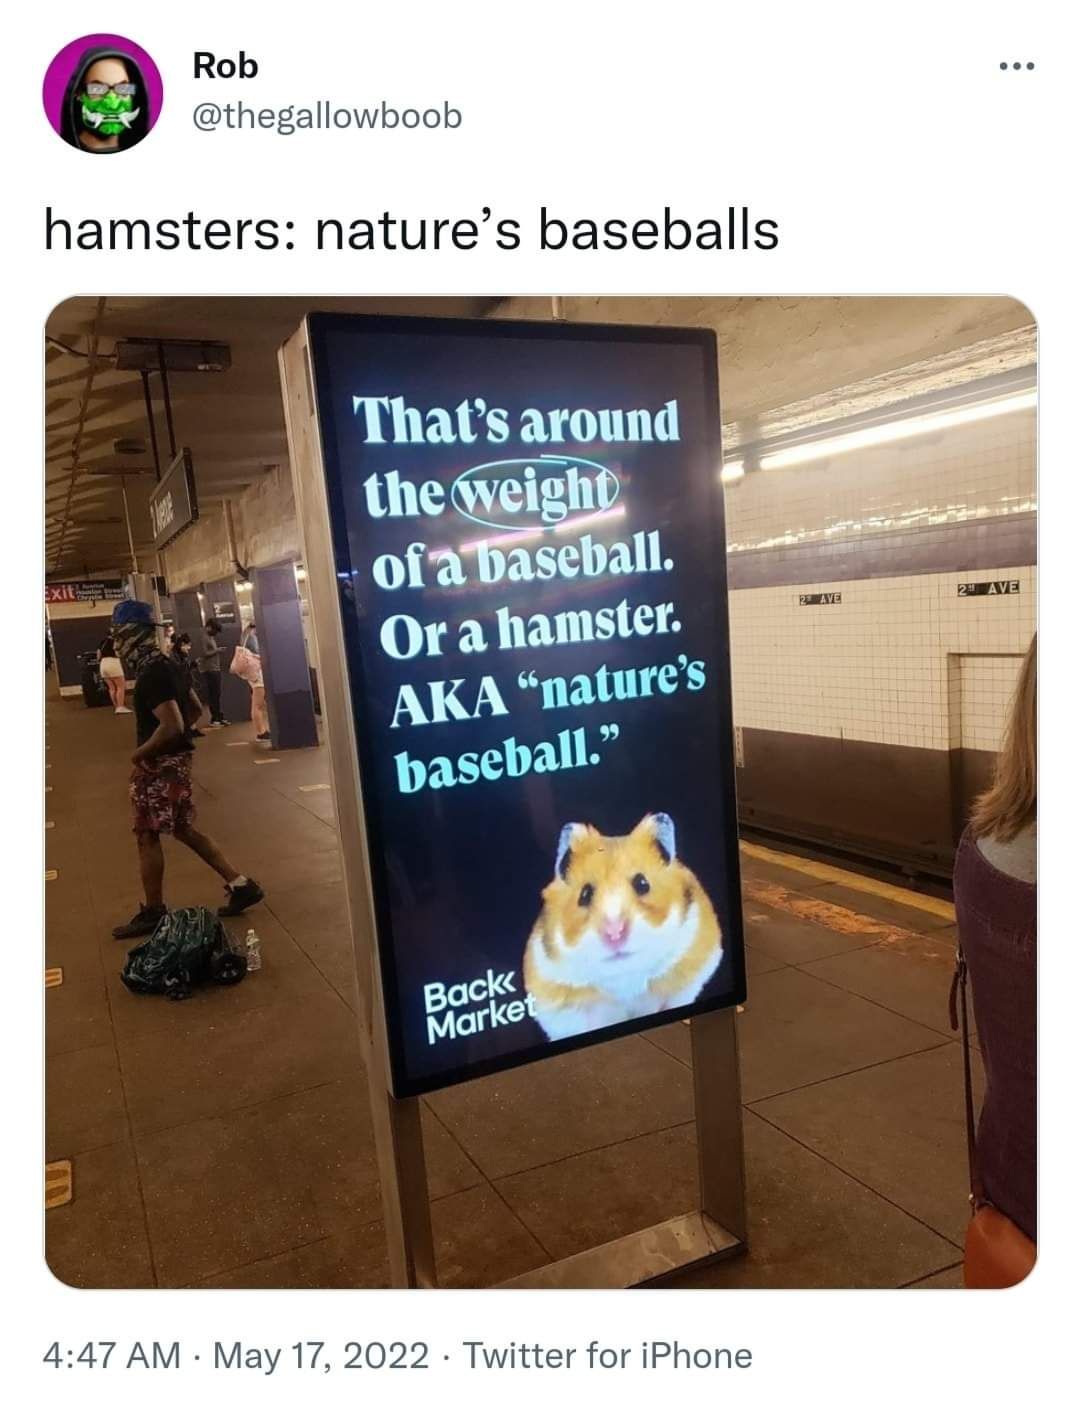 Rob
@thegallowboob
hamsters: nature’s baseballs
That’s around
the weight
of a baseball.
Or a hamster.
AKA “nature’s
baseball.”
Back
Market
Exit
2ᴺᴰ AVE
2ᴺᴰ AVE
4:47 AM · May 17, 2022 · Twitter for iPhone